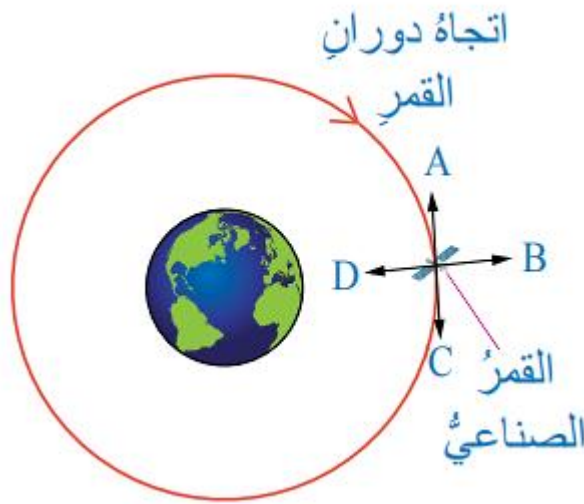 اتجاهُ دورانِ
القمرِ
A
D
B
C
القمرُ
الصناعيُّ